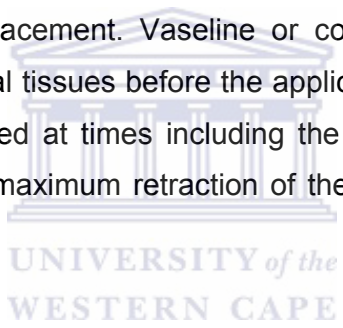 acement. Vaseline or co
al tissues before the applic
ed at times including the
maximum retraction of the
UNIVERSITY of the
WESTERN CAPE